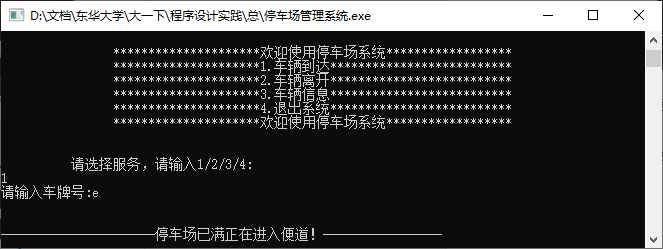 D:\文档\东华大学\大一下\程序设计实践\总\停车场管理系统.exe
*********************欢迎使用停车场系统******************
*********************1.车辆到达**************************
*********************2.车辆离开**************************
*********************3.车辆信息**************************
*********************4.退出系统**************************
*********************欢迎使用停车场系统******************
请选择服务，请输入1/2/3/4:
1
请输入车牌号:e
——————————停车场已满正在进入便道！————————